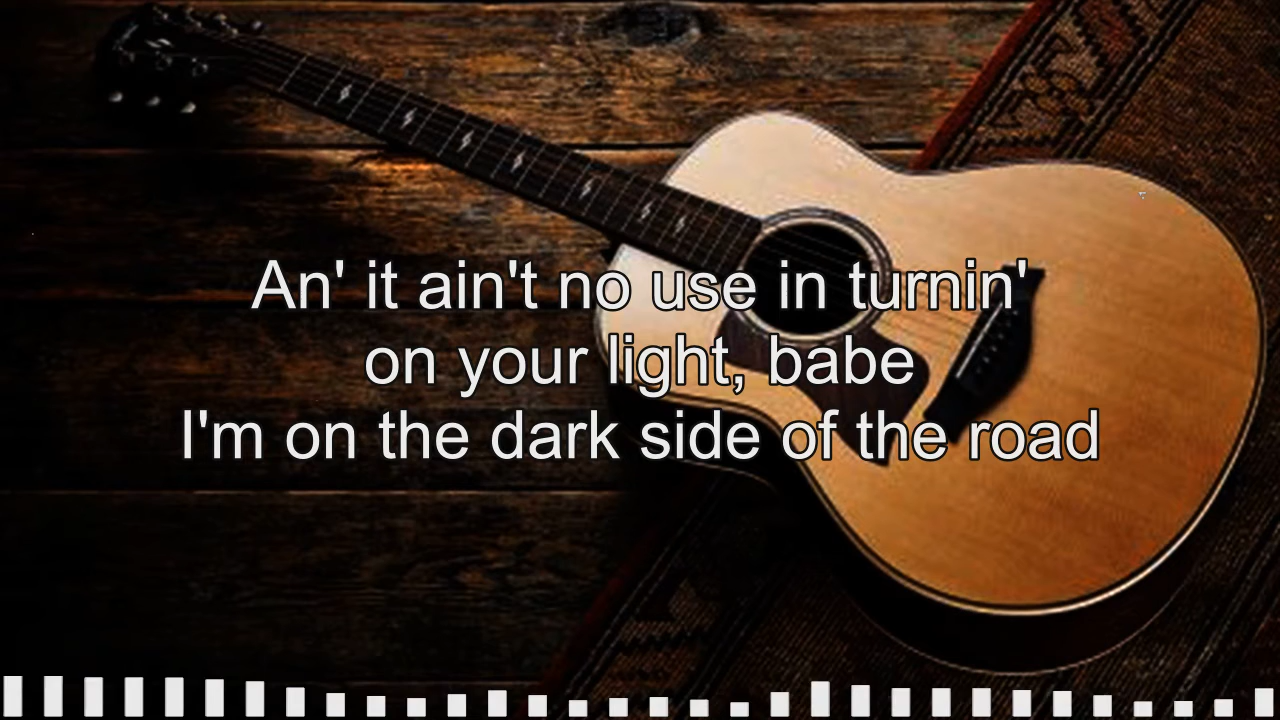 An' it ain't no use in turnin'
on your light, babe
I'm on the dark side of the road